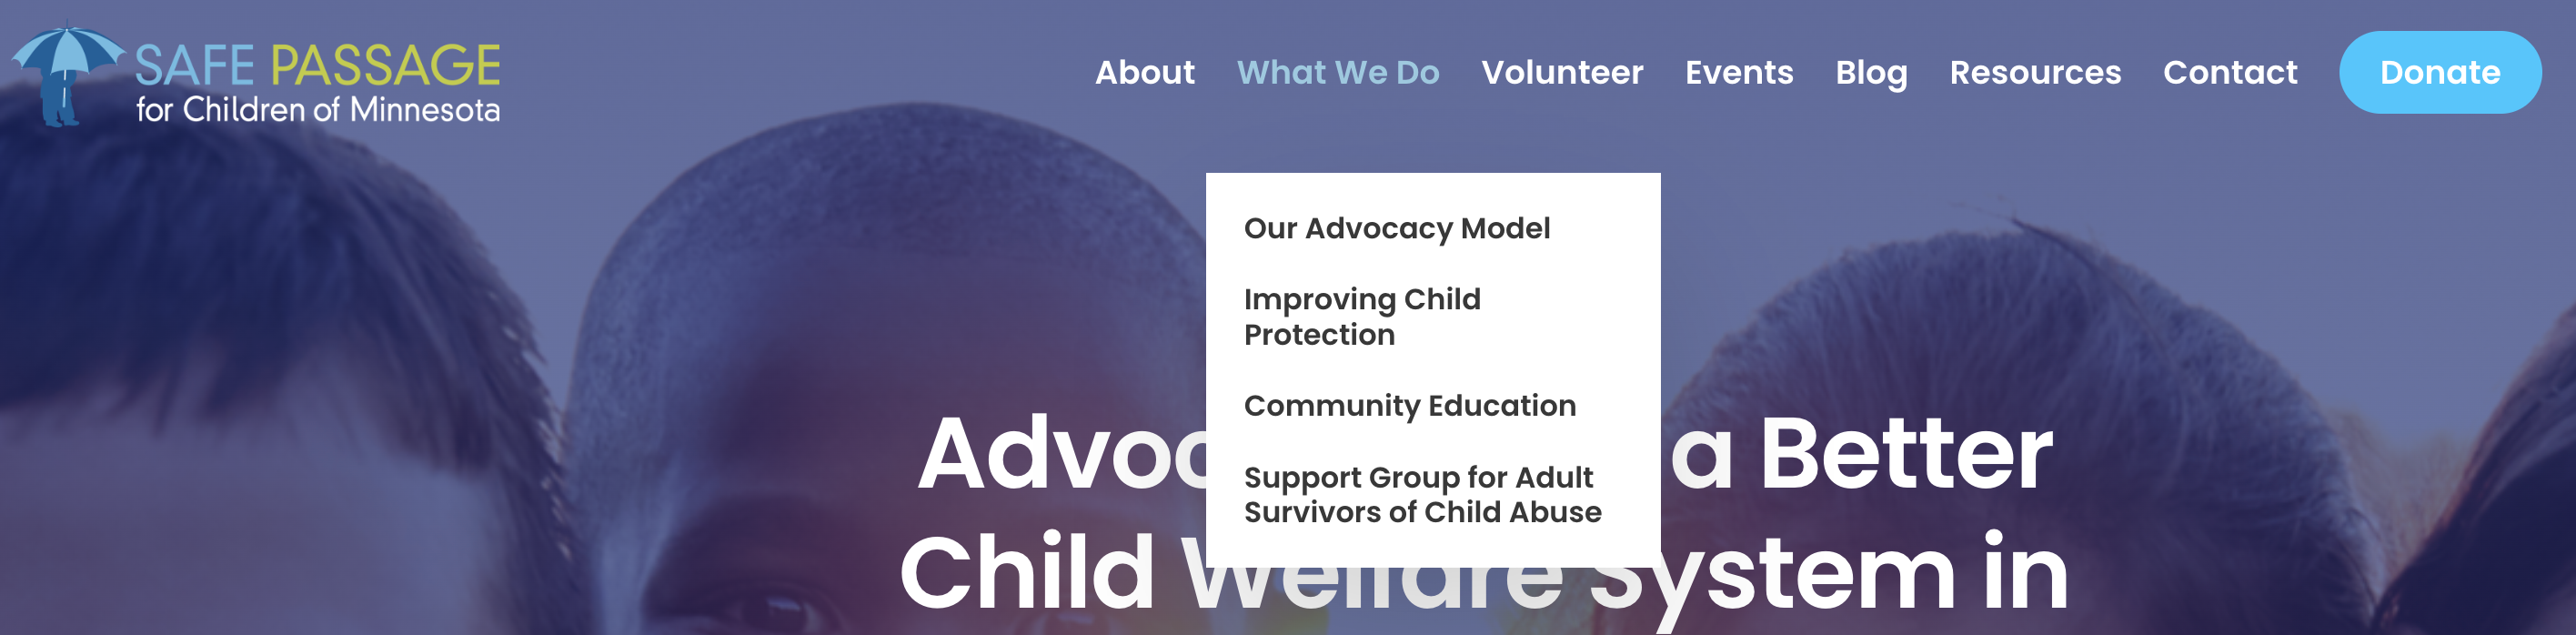 SAFE PASSAGE
for Children of Minnesota
About What We Do Volunteer Events Blog Resources Contact Donate
Our Advocacy Model
Improving Child
Protection
Community Education
Support Group for Adult
Survivors of Child Abuse
a Better
Child Welfare System in